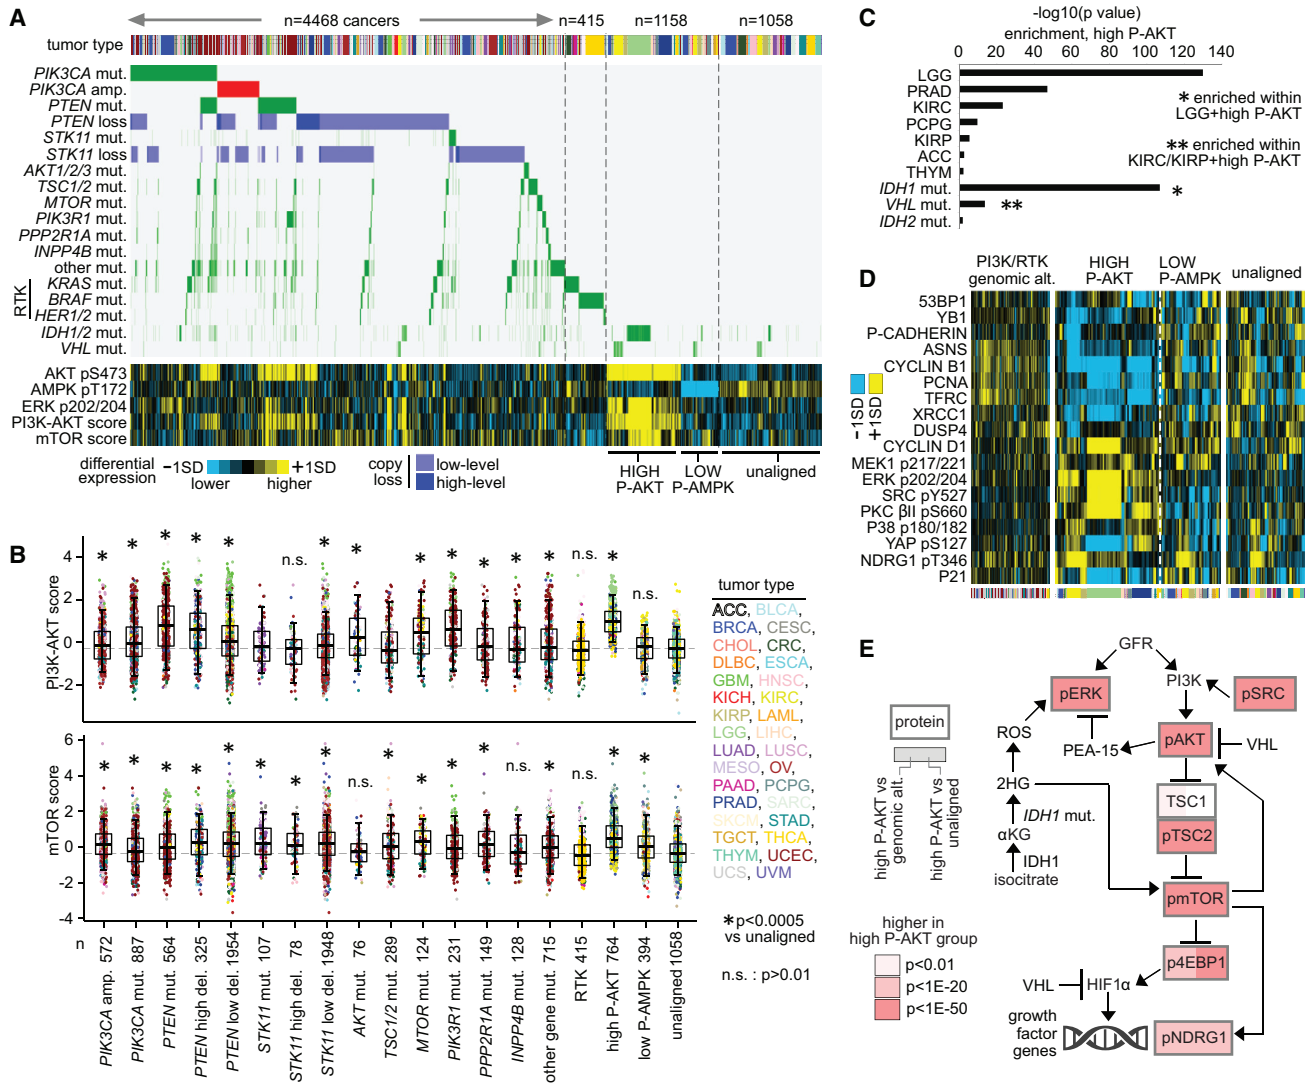 A
n=4468 cancers
n=415
n=1158
n=1058
tumor type
PIK3CA mut.
PIK3CA amp.
PTEN mut.
PTEN loss
STK11 mut.
STK11 loss
AKT1/2/3 mut.
TSC1/2 mut.
MTOR mut.
PIK3R1 mut.
PPP2R1A mut.
INPP4B mut.
other mut.
RTK
KRAS mut.
BRAF mut.
HER1/2 mut.
IDH1/2 mut.
VHL mut.
AKT pS473
AMPK pT172
ERK p202/204
PI3K-AKT score
mTOR score
differential expression
−1SD
+1SD
lower
higher
copy loss
low-level
high-level
HIGH P-AKT
LOW P-AMPK
unaligned
B
PI3K-AKT score
4
2
0
-2
* * * * * n.s. * * * * * * * n.s. * n.s.
mTOR score
6
4
2
0
-2
-4
* * * * * * * * n.s. * * * * n.s. * n.s. * *
n
PIK3CA amp. 572
PIK3CA mut. 887
PTEN mut. 564
PTEN high del. 325
PTEN low del. 1954
STK11 mut. 107
STK11 high del. 78
STK11 low del. 1948
AKT mut. 76
TSC1/2 mut. 289
MTOR mut. 124
PIK3R1 mut. 231
PPP2R1A mut. 149
INPP4B mut. 128
other gene mut. 715
RTK 415
high P-AKT 764
low P-AMPK 394
unaligned 1058
tumor type
ACC, BLCA,
BRCA, CESC,
CHOL, CRC,
DLBC, ESCA,
GBM, HNSC,
KICH, KIRC,
KIRP, LAML,
LGG, LIHC,
LUAD, LUSC,
MESO, OV,
PAAD, PCPG,
PRAD, SARC,
SKCM, STAD,
TGCT, THCA,
THYM, UCEC,
UCS, UVM
*p<0.0005
vs unaligned
n.s. : p>0.01
C
-log10(p value)
enrichment, high P-AKT
0 20 40 60 80 100 120 140
LGG
PRAD
KIRC
PCPG
KIRP
ACC
THYM
IDH1 mut. *
VHL mut. **
IDH2 mut.
* enriched within
LGG+high P-AKT
** enriched within
KIRC/KIRP+high P-AKT
D
PI3K/RTK genomic alt.
HIGH P-AKT
LOW P-AMPK
unaligned
53BP1
YB1
P-CADHERIN
ASNS
CYCLIN B1
PCNA
TFRC
XRCC1
DUSP4
CYCLIN D1
MEK1 p217/221
ERK p202/204
SRC pY527
PKC βII pS660
P38 p180/182
YAP pS127
NDRG1 pT346
P21
−1SD
+1SD
E
GFR
pERK
PI3K
pSRC
ROS
PEA-15
pAKT
VHL
2HG
TSC1
IDH1 mut.
pTSC2
αKG
IDH1
isocitrate
pmTOR
p4EBP1
VHL
HIF1α
growth factor genes
pNDRG1
protein
high P-AKT vs genomic alt.
high P-AKT vs unaligned
higher in
high P-AKT group
p<0.01
p<1E-20
p<1E-50